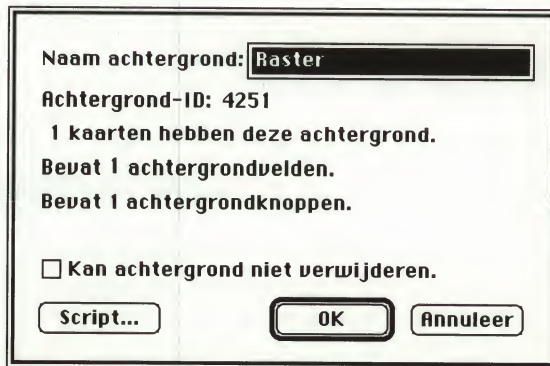 Naam achtergrond: Raster
Achtergrond-ID: 4251
1 kaarten hebben deze achtergrond.
Bevat 1 achtergrondvelden.
Bevat 1 achtergrondknoppen.
Kan achtergrond niet verwijderen.
Script... OK Annuleer